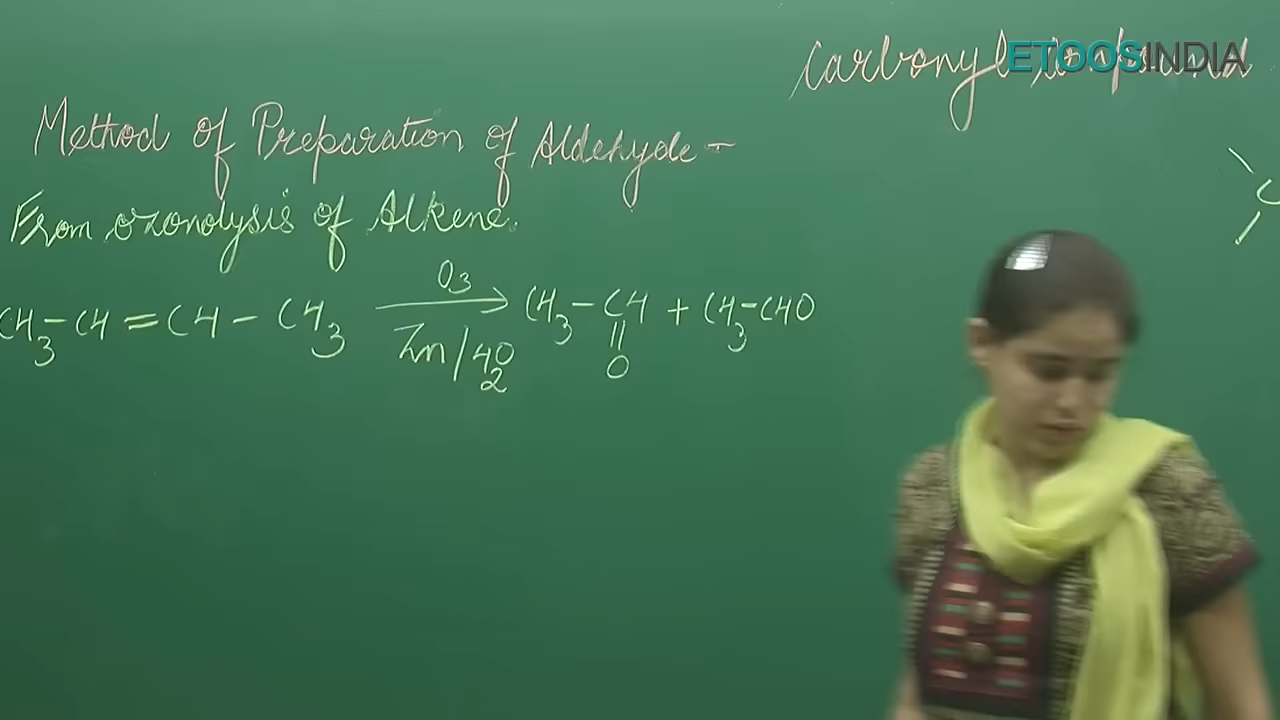 carbonyl compound
ETOOSINDIA
Method of Preparation of Aldehyde -
From ozonolysis of Alkene.
CH3-CH=CH-CH3 O3 Zn/H2O CH3-CH=O + CH3-CHO
C